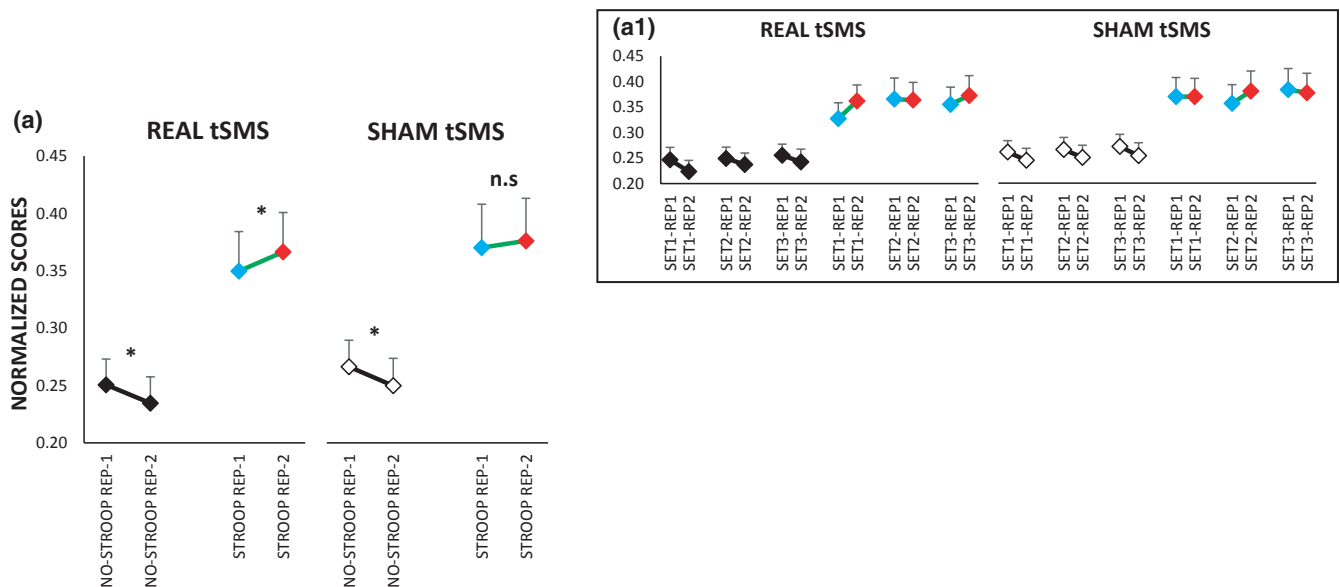 (a)
REAL tSMS
SHAM tSMS
NORMALIZED SCORES
0.45
0.40
0.35
0.30
0.25
0.20
*
*
*
n.s
NO-STROOP REP-1
NO-STROOP REP-2
STROOP REP-1
STROOP REP-2
NO-STROOP REP-1
NO-STROOP REP-2
STROOP REP-1
STROOP REP-2
(a1)
REAL tSMS
SHAM tSMS
0.45
0.40
0.35
0.30
0.25
0.20
SET1-REP1
SET1-REP2
SET2-REP1
SET2-REP2
SET3-REP1
SET3-REP2
SET1-REP1
SET1-REP2
SET2-REP1
SET2-REP2
SET3-REP1
SET3-REP2
SET1-REP1
SET1-REP2
SET2-REP1
SET2-REP2
SET3-REP1
SET3-REP2
SET1-REP1
SET1-REP2
SET2-REP1
SET2-REP2
SET3-REP1
SET3-REP2